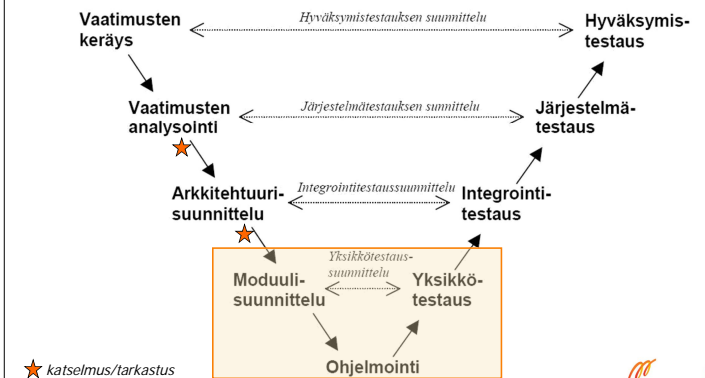 Vaatimusten
keräys
Hyväksymistestauksen suunnittelu
Hyväksymis-
testaus
Vaatimusten
analysointi
Järjestelmätestauksen sunnittelu
Järjestelmä-
testaus
Arkkitehtuuri-
suunnittelu
Integrointitestaussuunnittelu
Integrointi-
testaus
Moduuli-
suunnittelu
Yksikkötestaus-
suunnittelu
Yksikkö-
testaus
Ohjelmointi
katselmus/tarkastus